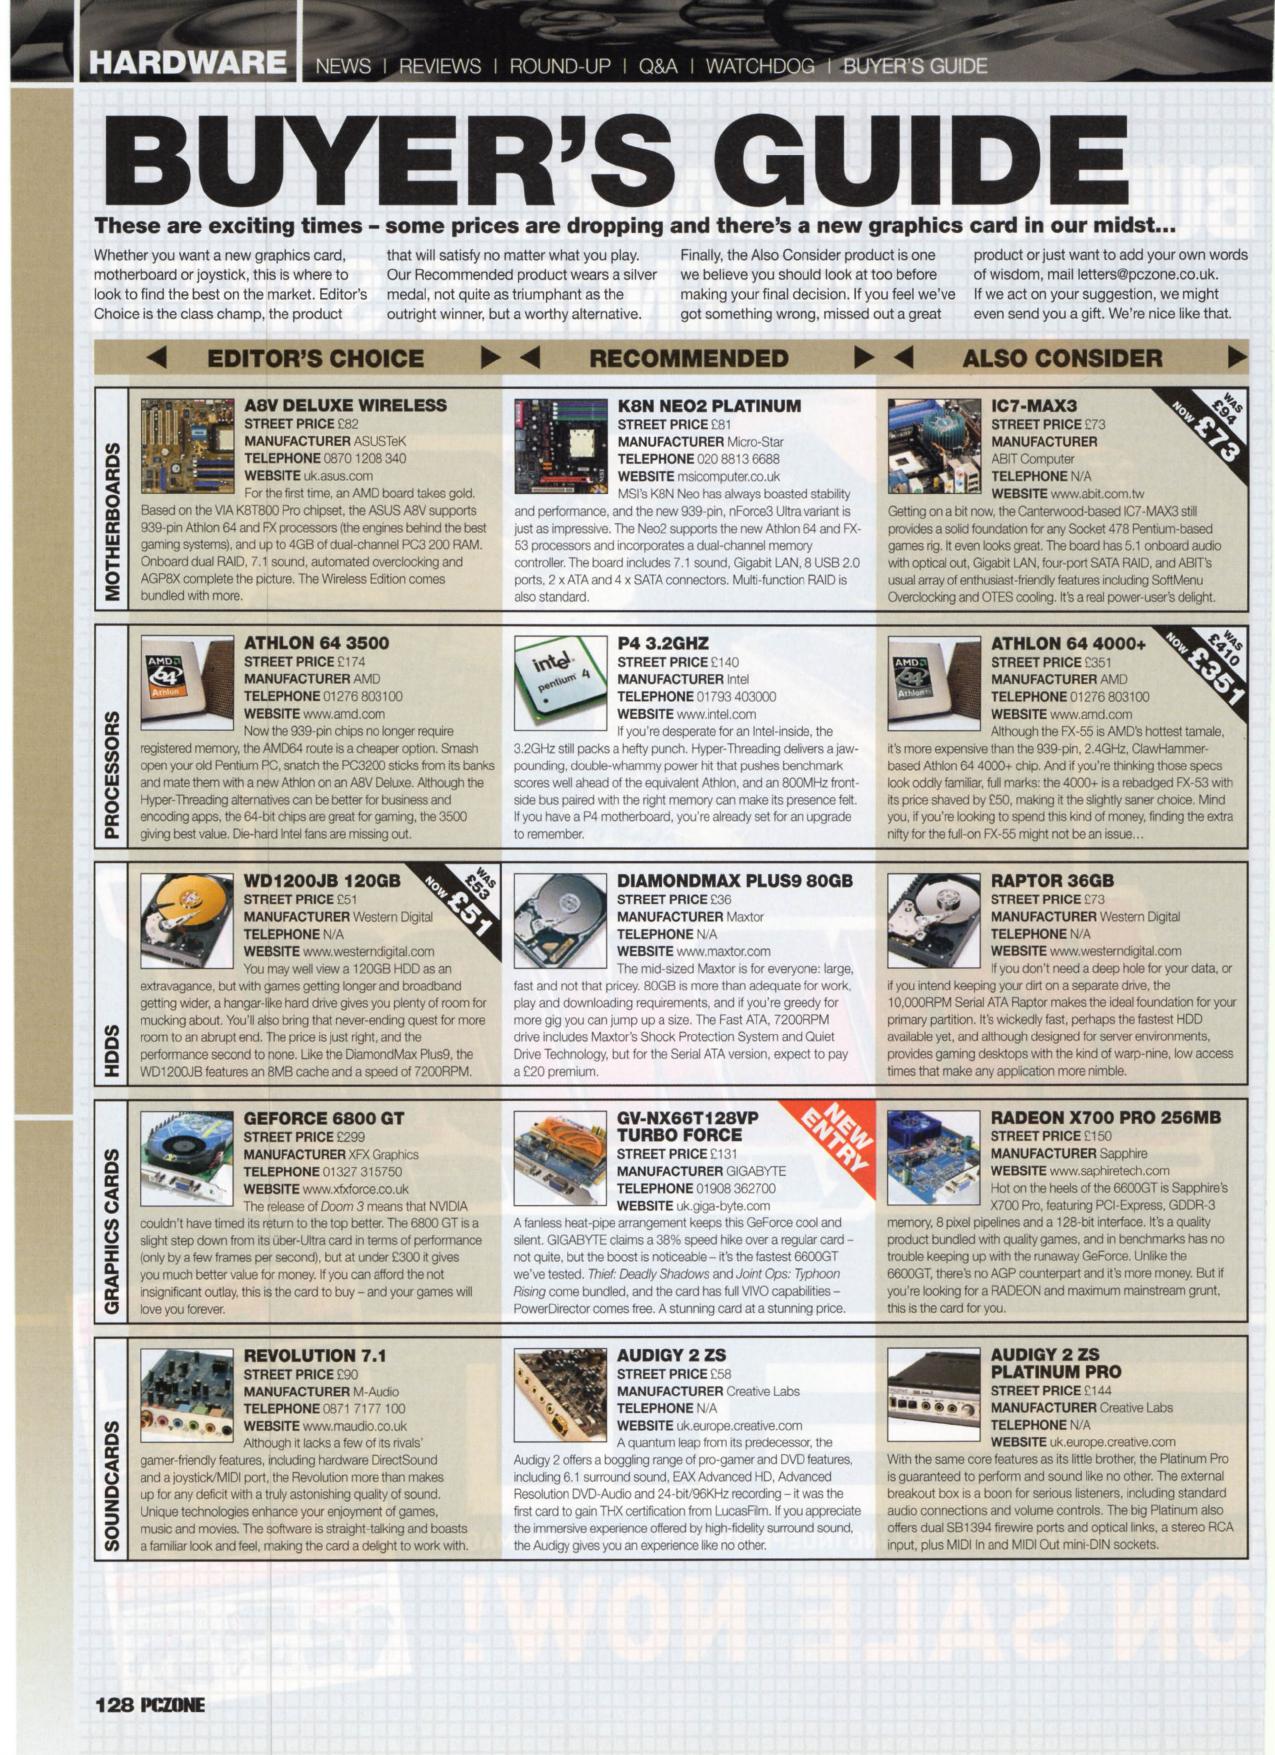 HARDWARE
NEWS | REVIEWS | ROUND-UP | Q&A | WATCHDOG | BUYER'S GUIDE
BUYER'S GUIDE
These are exciting times – some prices are dropping and there's a new graphics card in our midst...
Whether you want a new graphics card,
motherboard or joystick, this is where to
look to find the best on the market. Editor's
Choice is the class champ, the product
that will satisfy no matter what you play.
Our Recommended product wears a silver
medal, not quite as triumphant as the
outright winner, but a worthy alternative.
Finally, the Also Consider product is one
we believe you should look at too before
making your final decision. If you feel we've
got something wrong, missed out a great
product or just want to add your own words
of wisdom, mail letters@pczone.co.uk.
If we act on your suggestion, we might
even send you a gift. We're nice like that.
EDITOR'S CHOICE
RECOMMENDED
ALSO CONSIDER
MOTHERBOARDS
A8V DELUXE WIRELESS
STREET PRICE £82
MANUFACTURER ASUSTeK
TELEPHONE 0870 1208 340
WEBSITE uk.asus.com
For the first time, an AMD board takes gold.
Based on the VIA K8T800 Pro chipset, the ASUS A8V supports
939-pin Athlon 64 and FX processors (the engines behind the best
gaming systems), and up to 4GB of dual-channel PC3 200 RAM.
Onboard dual RAID, 7.1 sound, automated overclocking and
AGP8X complete the picture. The Wireless Edition comes
bundled with more.
K8N NEO2 PLATINUM
STREET PRICE £81
MANUFACTURER Micro-Star
TELEPHONE 020 8813 6688
WEBSITE msicomputer.co.uk
MSI's K8N Neo has always boasted stability
and performance, and the new 939-pin, nForce3 Ultra variant is
just as impressive. The Neo2 supports the new Athlon 64 and FX-
53 processors and incorporates a dual-channel memory
controller. The board includes 7.1 sound, Gigabit LAN, 8 USB 2.0
ports, 2 x ATA and 4 x SATA connectors. Multi-function RAID is
also standard.
IC7-MAX3
STREET PRICE £73
MANUFACTURER
ABIT Computer
TELEPHONE N/A
WEBSITE www.abit.com.tw
WAS
£94
NOW £73
Getting on a bit now, the Canterwood-based IC7-MAX3 still
provides a solid foundation for any Socket 478 Pentium-based
games rig. It even looks great. The board has 5.1 onboard audio
with optical out, Gigabit LAN, four-port SATA RAID, and ABIT's
usual array of enthusiast-friendly features including SoftMenu
Overclocking and OTES cooling. It's a real power-user's delight.
PROCESSORS
AMD
64
Athlon
ATHLON 64 3500
STREET PRICE £174
MANUFACTURER AMD
TELEPHONE 01276 803100
WEBSITE www.amd.com
Now the 939-pin chips no longer require
registered memory, the AMD64 route is a cheaper option. Smash
open your old Pentium PC, snatch the PC3200 sticks from its banks
and mate them with a new Athlon on an A8V Deluxe. Although the
Hyper-Threading alternatives can be better for business and
encoding apps, the 64-bit chips are great for gaming, the 3500
giving best value. Die-hard Intel fans are missing out.
intel.
pentium 4
P4 3.2GHZ
STREET PRICE £140
MANUFACTURER Intel
TELEPHONE 01793 403000
WEBSITE www.intel.com
If you're desperate for an Intel-inside, the
3.2GHz still packs a hefty punch. Hyper-Threading delivers a jaw-
pounding, double-whammy power hit that pushes benchmark
scores well ahead of the equivalent Athlon, and an 800MHz front-
side bus paired with the right memory can make its presence felt.
If you have a P4 motherboard, you're already set for an upgrade
to remember.
AMD
64
Athlon
ATHLON 64 4000+
STREET PRICE £351
MANUFACTURER AMD
TELEPHONE 01276 803100
WEBSITE www.amd.com
WAS
£410
NOW £351
Although the FX-55 is AMD's hottest tamale,
it's more expensive than the 939-pin, 2.4GHz, ClawHammer-
based Athlon 64 4000+ chip. And if you're thinking those specs
look oddly familiar, full marks: the 4000+ is a rebadged FX-53 with
its price shaved by £50, making it the slightly saner choice. Mind
you, if you're looking to spend this kind of money, finding the extra
nifty for the full-on FX-55 might not be an issue...
HDDS
WD1200JB 120GB
STREET PRICE £51
MANUFACTURER Western Digital
TELEPHONE N/A
WEBSITE www.westerndigital.com
WAS
£53
NOW £51
You may well view a 120GB HDD as an
extravagance, but with games getting longer and broadband
getting wider, a hangar-like hard drive gives you plenty of room for
mucking about. You'll also bring that never-ending quest for more
room to an abrupt end. The price is just right, and the
performance second to none. Like the DiamondMax Plus9, the
WD1200JB features an 8MB cache and a speed of 7200RPM.
DIAMONDMAX PLUS9 80GB
STREET PRICE £36
MANUFACTURER Maxtor
TELEPHONE N/A
WEBSITE www.maxtor.com
The mid-sized Maxtor is for everyone: large,
fast and not that pricey. 80GB is more than adequate for work,
play and downloading requirements, and if you're greedy for
more gig you can jump up a size. The Fast ATA, 7200RPM
drive includes Maxtor's Shock Protection System and Quiet
Drive Technology, but for the Serial ATA version, expect to pay
a £20 premium.
RAPTOR 36GB
STREET PRICE £73
MANUFACTURER Western Digital
TELEPHONE N/A
WEBSITE www.westerndigital.com
If you don't need a deep hole for your data, or
if you intend keeping your dirt on a separate drive, the
10,000RPM Serial ATA Raptor makes the ideal foundation for your
primary partition. It's wickedly fast, perhaps the fastest HDD
available yet, and although designed for server environments,
provides gaming desktops with the kind of warp-nine, low access
times that make any application more nimble.
GRAPHICS CARDS
GEFORCE 6800 GT
STREET PRICE £299
MANUFACTURER XFX Graphics
TELEPHONE 01327 315750
WEBSITE www.xfxforce.co.uk
The release of Doom 3 means that NVIDIA
couldn't have timed its return to the top better. The 6800 GT is a
slight step down from its über-Ultra card in terms of performance
(only by a few frames per second), but at under £300 it gives
you much better value for money. If you can afford the not
insignificant outlay, this is the card to buy – and your games will
love you forever.
GV-NX66T128VP
TURBO FORCE
STREET PRICE £131
MANUFACTURER GIGABYTE
TELEPHONE 01908 362700
WEBSITE uk.giga-byte.com
NEW
ENTRY
A fanless heat-pipe arrangement keeps this GeForce cool and
silent. GIGABYTE claims a 38% speed hike over a regular card –
not quite, but the boost is noticeable – it's the fastest 6600GT
we've tested. Thief: Deadly Shadows and Joint Ops: Typhoon
Rising come bundled, and the card has full VIVO capabilities –
PowerDirector comes free. A stunning card at a stunning price.
RADEON X700 PRO 256MB
STREET PRICE £150
MANUFACTURER Sapphire
WEBSITE www.saphiretech.com
Hot on the heels of the 6600GT is Sapphire's
X700 Pro, featuring PCI-Express, GDDR-3
memory, 8 pixel pipelines and a 128-bit interface. It's a quality
product bundled with quality games, and in benchmarks has no
trouble keeping up with the runaway GeForce. Unlike the
6600GT, there's no AGP counterpart and it's more money. But if
you're looking for a RADEON and maximum mainstream grunt,
this is the card for you.
SOUNDCARDS
REVOLUTION 7.1
STREET PRICE £90
MANUFACTURER M-Audio
TELEPHONE 0871 7177 100
WEBSITE www.maudio.co.uk
Although it lacks a few of its rivals'
gamer-friendly features, including hardware DirectSound
and a joystick/MIDI port, the Revolution more than makes
up for any deficit with a truly astonishing quality of sound.
Unique technologies enhance your enjoyment of games,
music and movies. The software is straight-talking and boasts
a familiar look and feel, making the card a delight to work with.
AUDIGY 2 ZS
STREET PRICE £58
MANUFACTURER Creative Labs
TELEPHONE N/A
WEBSITE uk.europe.creative.com
A quantum leap from its predecessor, the
Audigy 2 offers a boggling range of pro-gamer and DVD features,
including 6.1 surround sound, EAX Advanced HD, Advanced
Resolution DVD-Audio and 24-bit/96KHz recording – it was the
first card to gain THX certification from LucasFilm. If you appreciate
the immersive experience offered by high-fidelity surround sound,
the Audigy gives you an experience like no other.
AUDIGY 2 ZS
PLATINUM PRO
STREET PRICE £144
MANUFACTURER Creative Labs
TELEPHONE N/A
WEBSITE uk.europe.creative.com
With the same core features as its little brother, the Platinum Pro
is guaranteed to perform and sound like no other. The external
breakout box is a boon for serious listeners, including standard
audio connections and volume controls. The big Platinum also
offers dual SB1394 firewire ports and optical links, a stereo RCA
input, plus MIDI In and MIDI Out mini-DIN sockets.
ON SALE NOW!
128 PCZONE